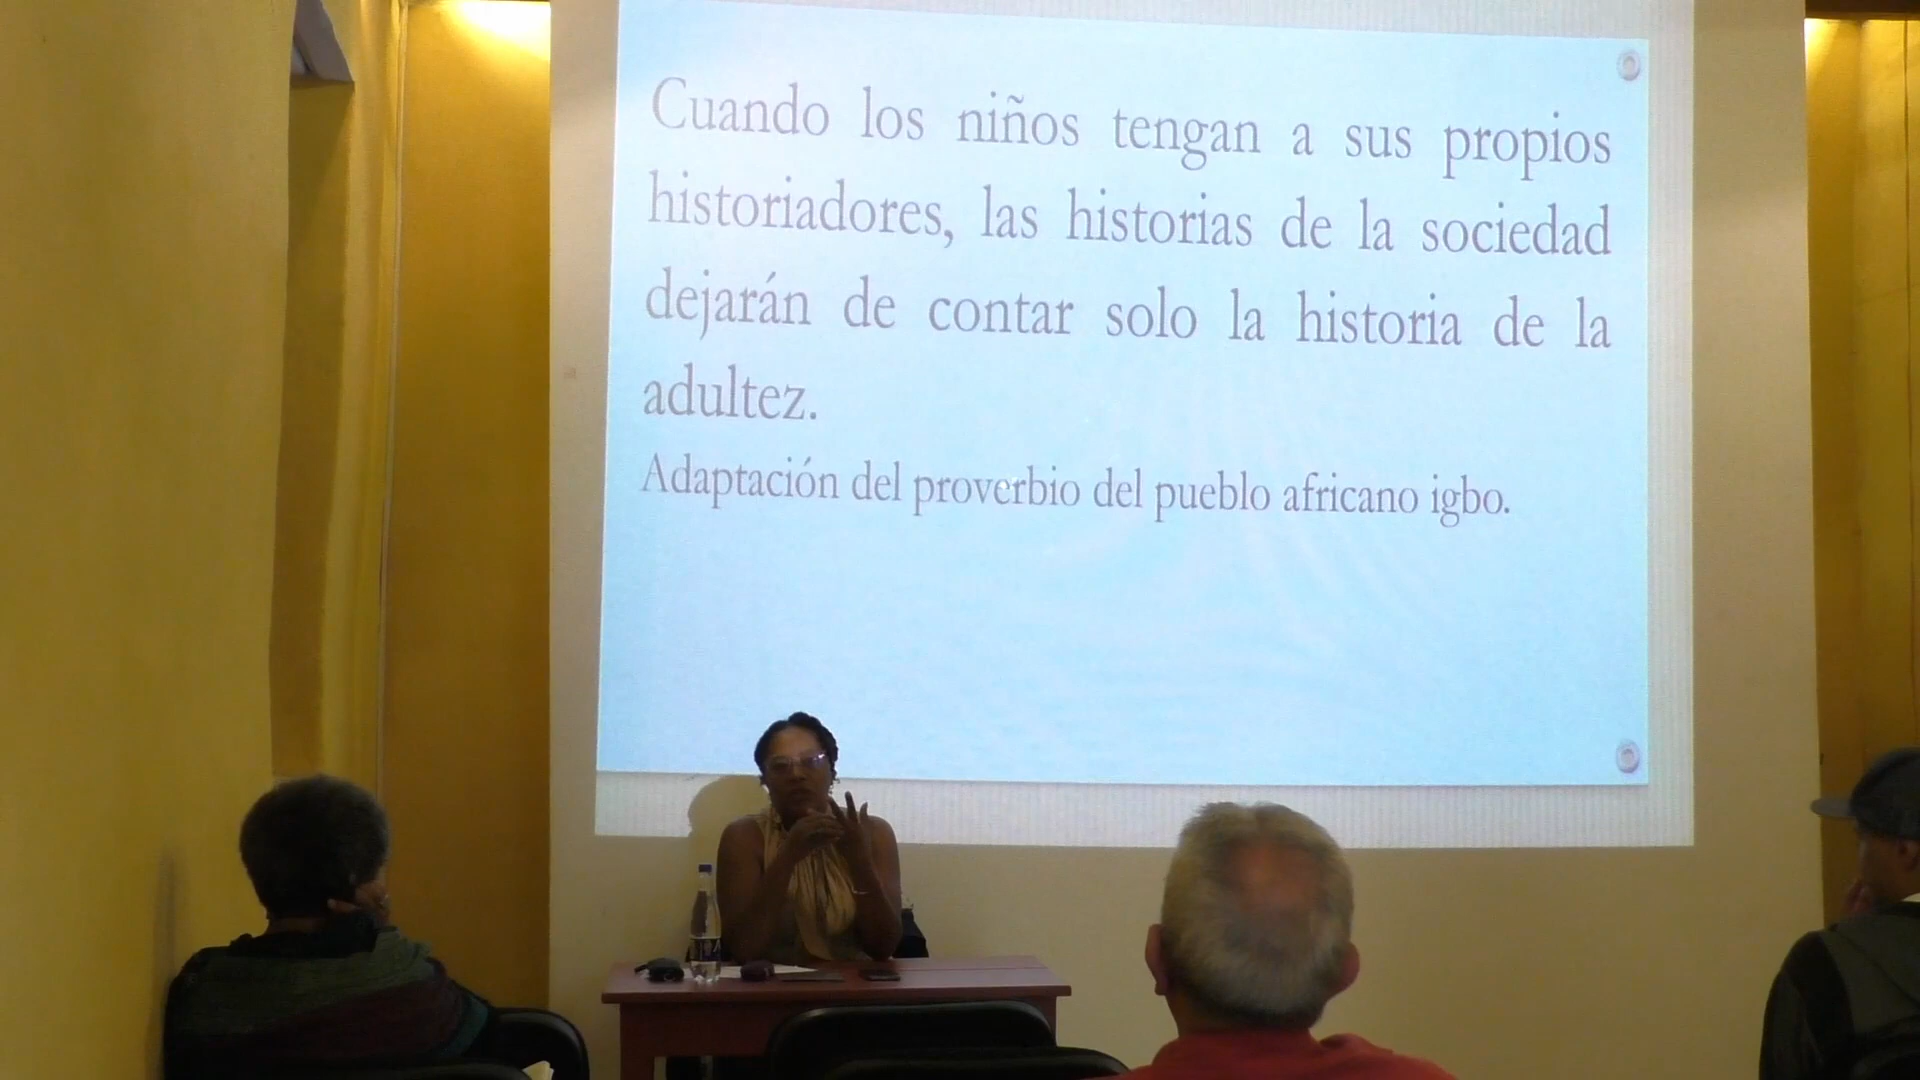 Cuando los niños tengan a sus propios
historiadores, las historias de la sociedad
dejarán de contar solo la historia de la
adultez.
Adaptación del proverbio del pueblo africano igbo.